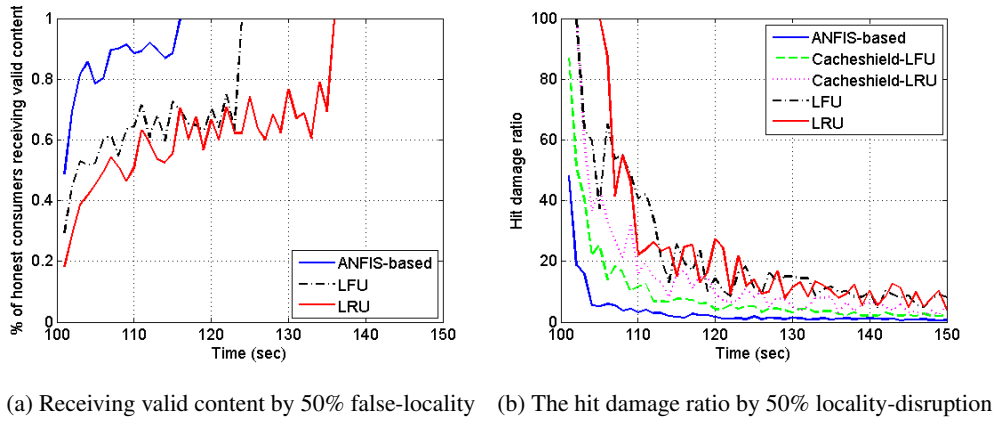 % of honest consumers receiving valid content
1
0.8
0.6
0.4
0.2
0
100
110
120
130
140
150
Time (sec)
ANFIS-based
LFU
LRU
Hit damage ratio
100
80
60
40
20
0
100
110
120
130
140
150
Time (sec)
ANFIS-based
Cacheshield-LFU
Cacheshield-LRU
LFU
LRU
(a) Receiving valid content by 50% false-locality
(b) The hit damage ratio by 50% locality-disruption